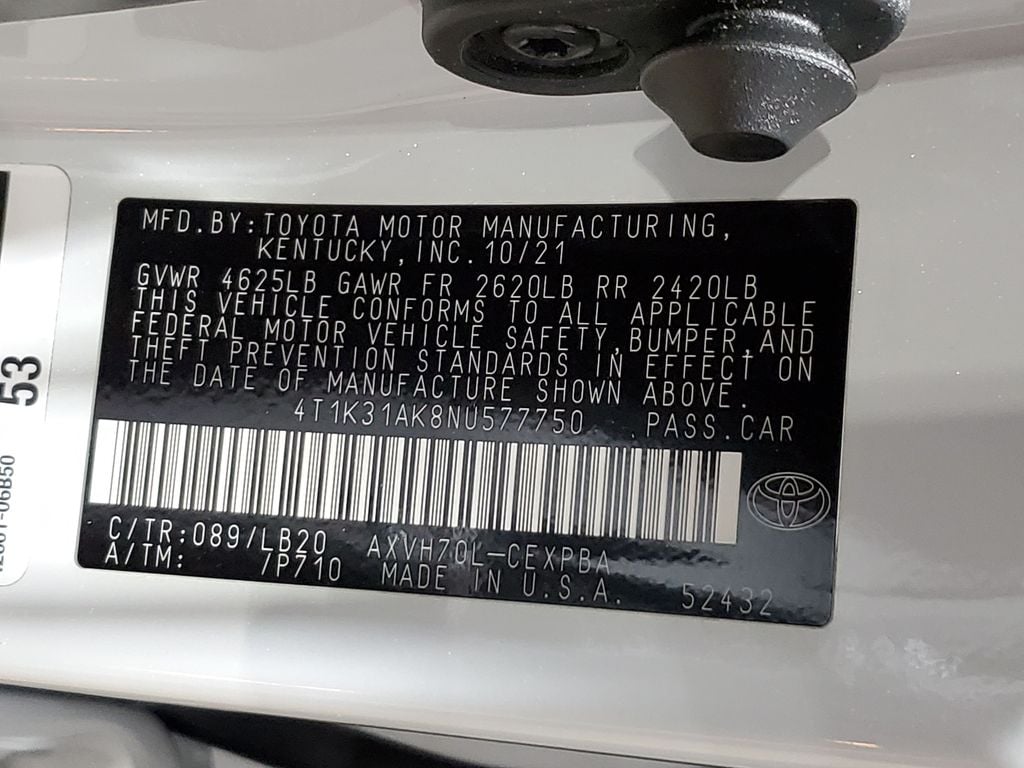 MFD.BY:TOYOTA MOTOR MANUFACTURING,
KENTUCKY,INC.10/21
GVWR 4625LB GAWR FR 2620LB RR 2420LB
THIS VEHICLE CONFORMS TO ALL APPLICABLE
FEDERAL MOTOR VEHICLE SAFETY,BUMPER,AND
THEFT PREVENTION STANDARDS IN EFFECT ON
THE DATE OF MANUFACTURE SHOWN ABOVE.
4T1K31AK8NU577750 PASS.CAR
C/TR:089/LB20 AXVH70L-CEXPBA
A/TM: /P710 MADE IN U.S.A. 52432
53